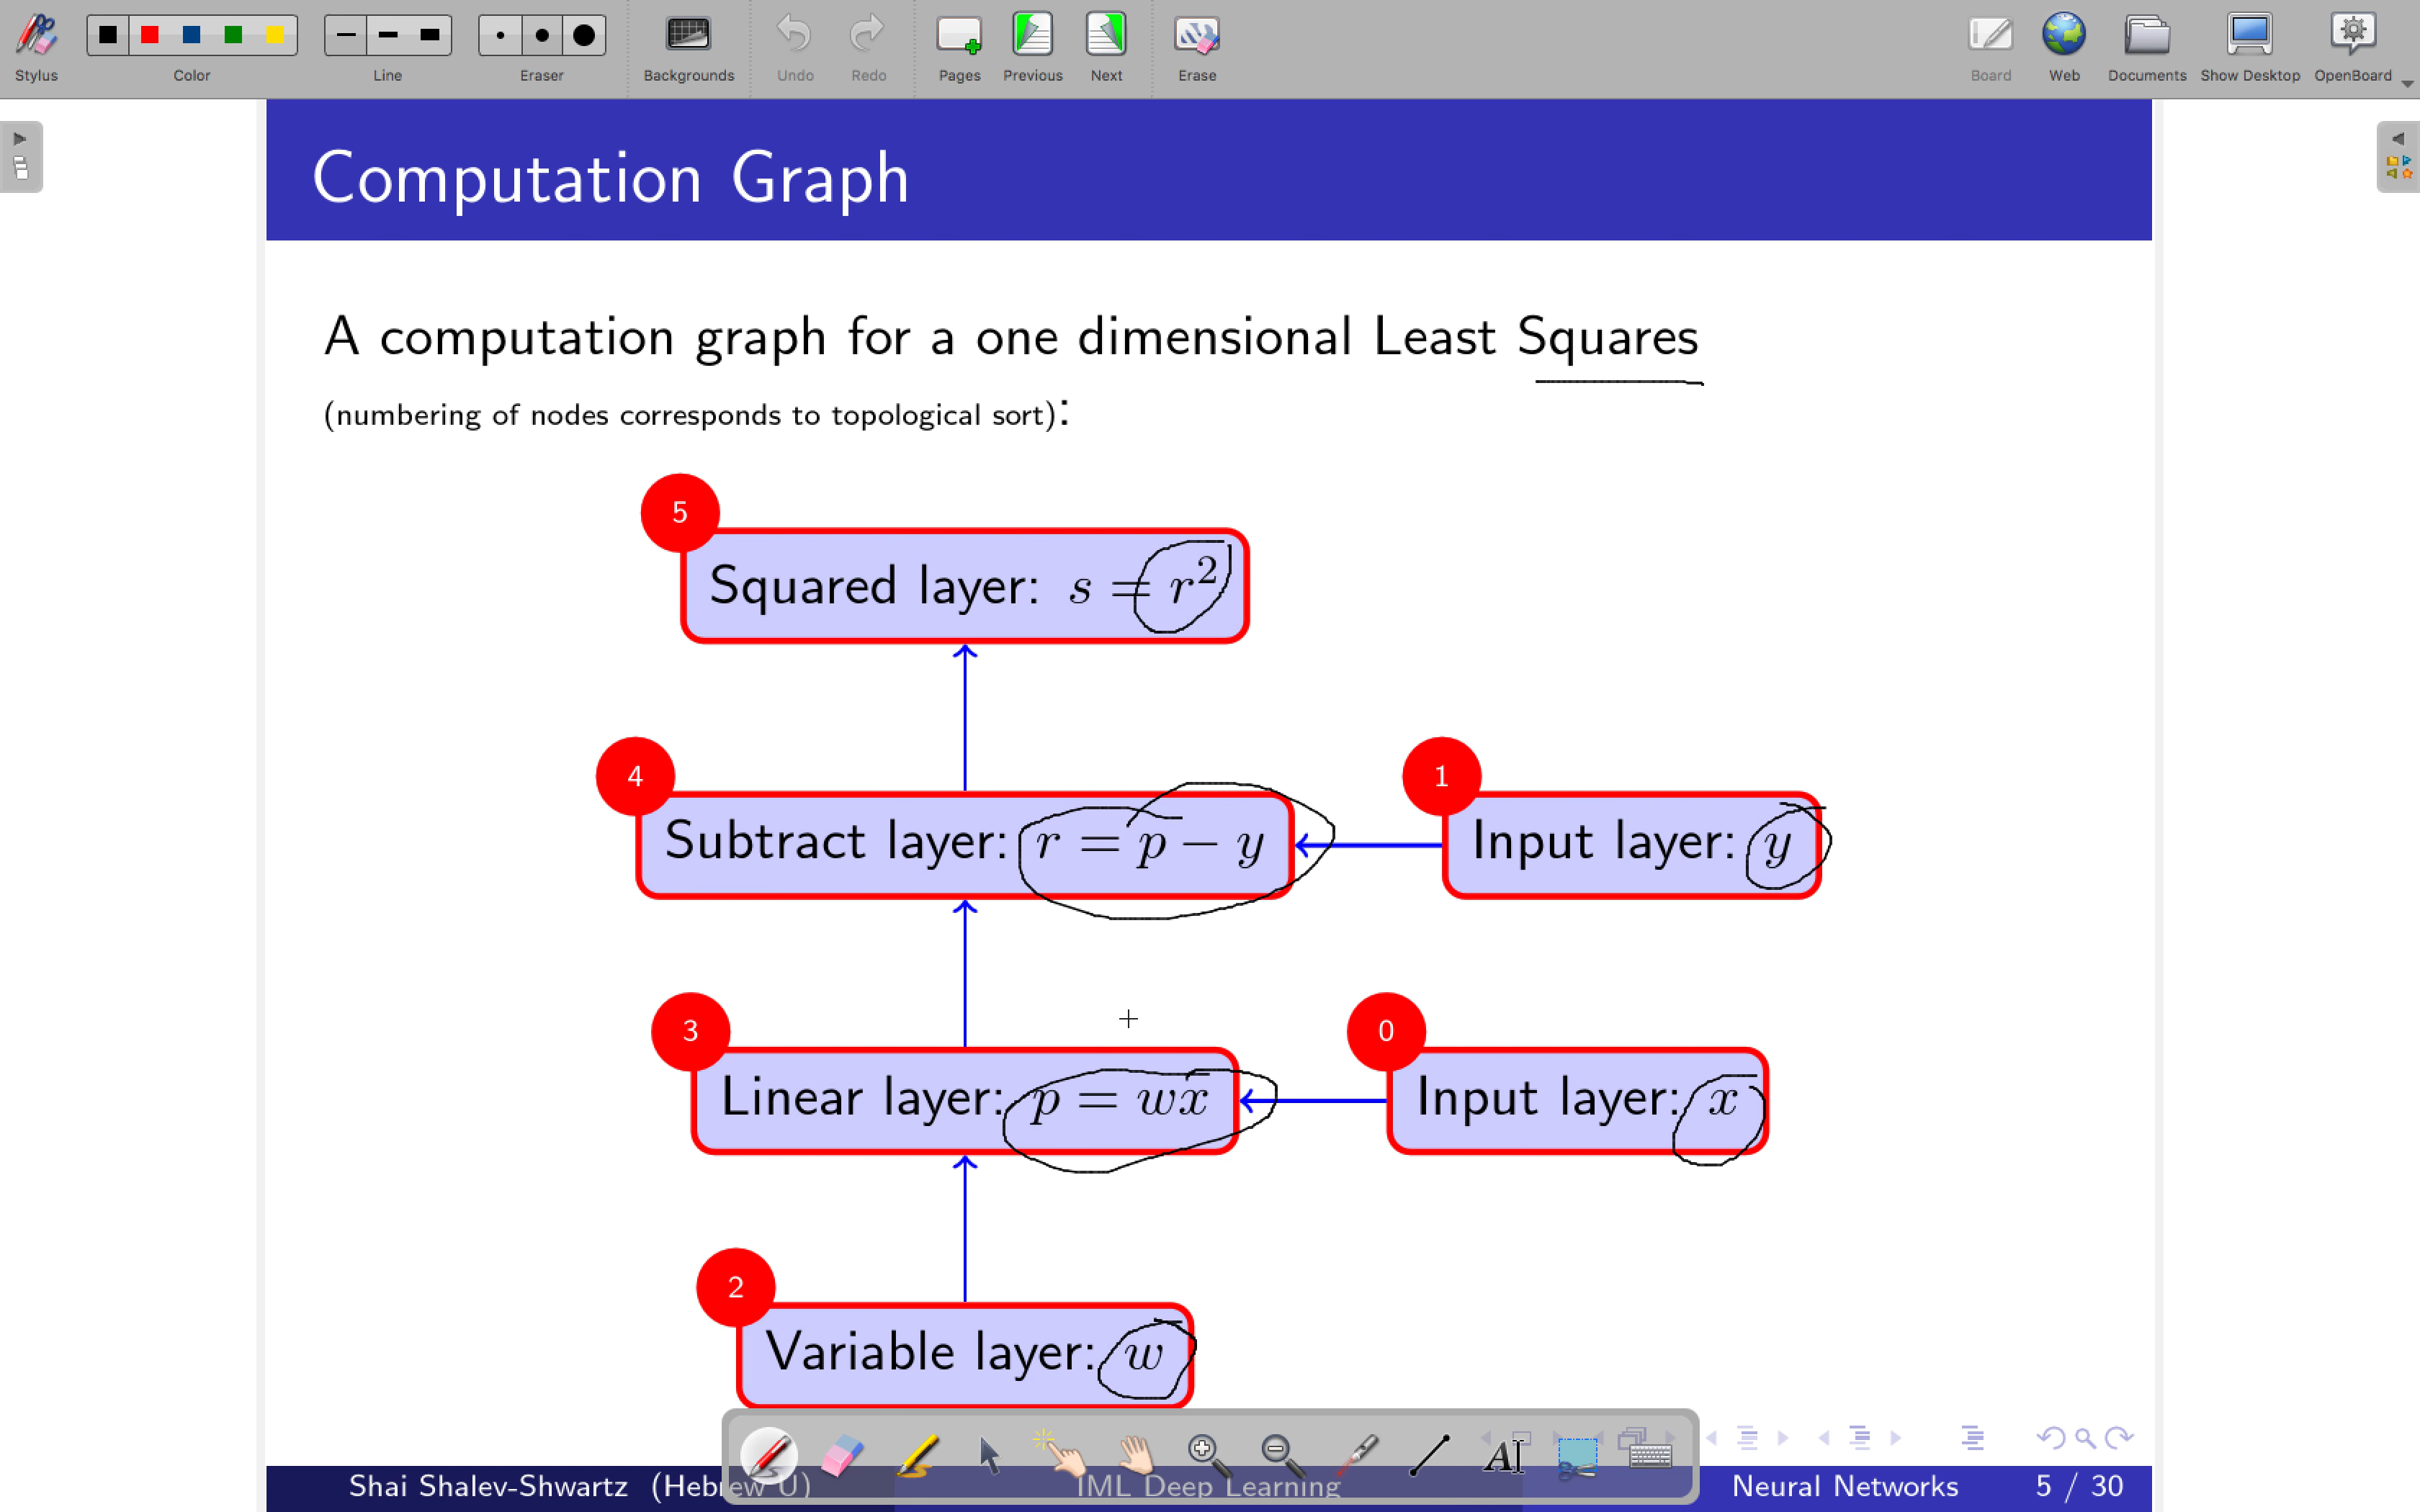 Stylus Color Line Eraser Backgrounds Undo Redo Pages Previous Next Erase Board Web Documents Show Desktop OpenBoard
Computation Graph
A computation graph for a one dimensional Least Squares
(numbering of nodes corresponds to topological sort):
5
Squared layer: s = r²
4
Subtract layer: r = p − y
1
Input layer: y
3
Linear layer: p = wx
0
Input layer: x
2
Variable layer: w
Shai Shalev-Shwartz (Hebrew U) IML Deep Learning Neural Networks 5 / 30